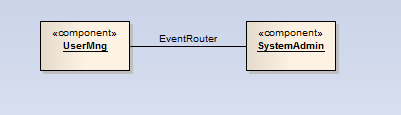 «component»
UserMng
EventRouter
«component»
SystemAdmin